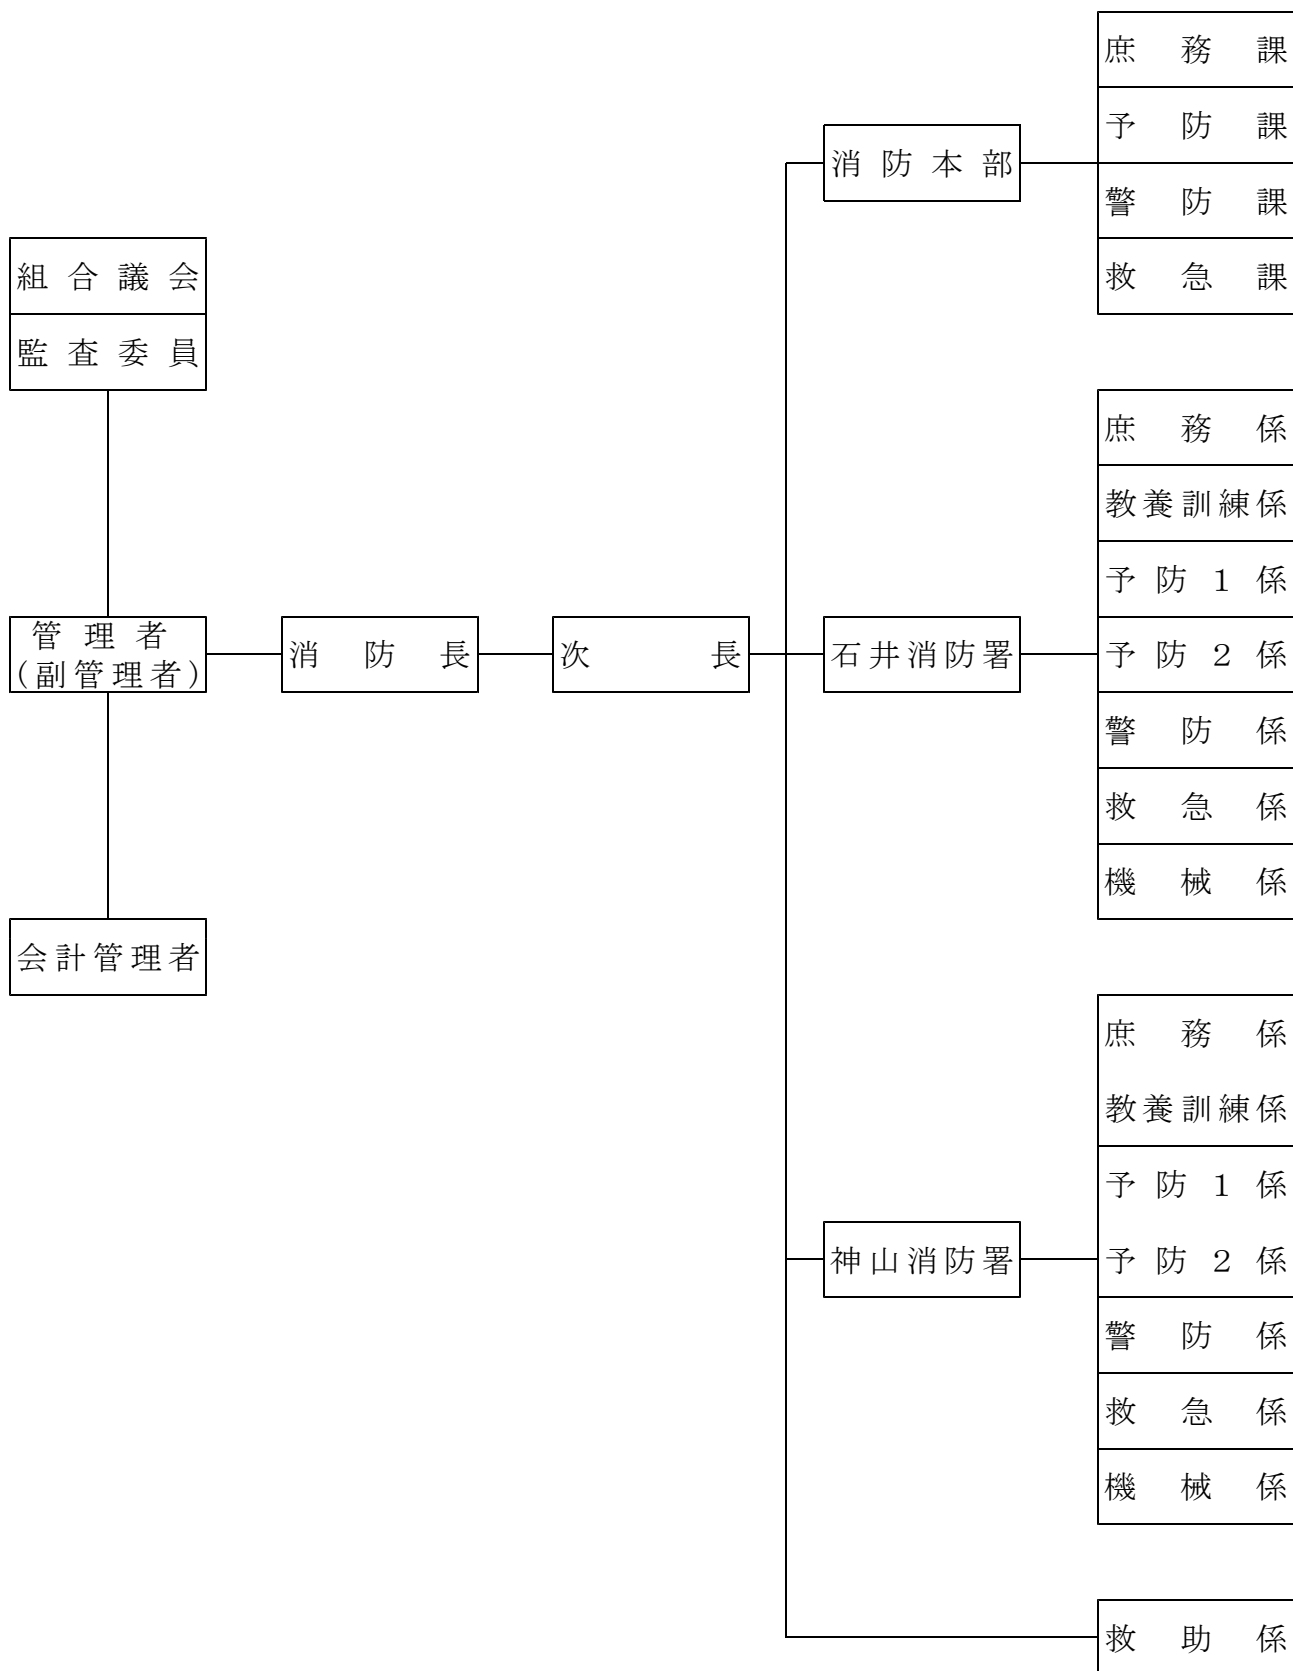 組合議会
監査委員
管理者
(副管理者)
会計管理者
消防長
次長
消防本部
庶務課
予防課
警防課
救急課
石井消防署
庶務係
教養訓練係
予防１係
予防２係
警防係
救急係
機械係
神山消防署
庶務係
教養訓練係
予防１係
予防２係
警防係
救急係
機械係
救助係